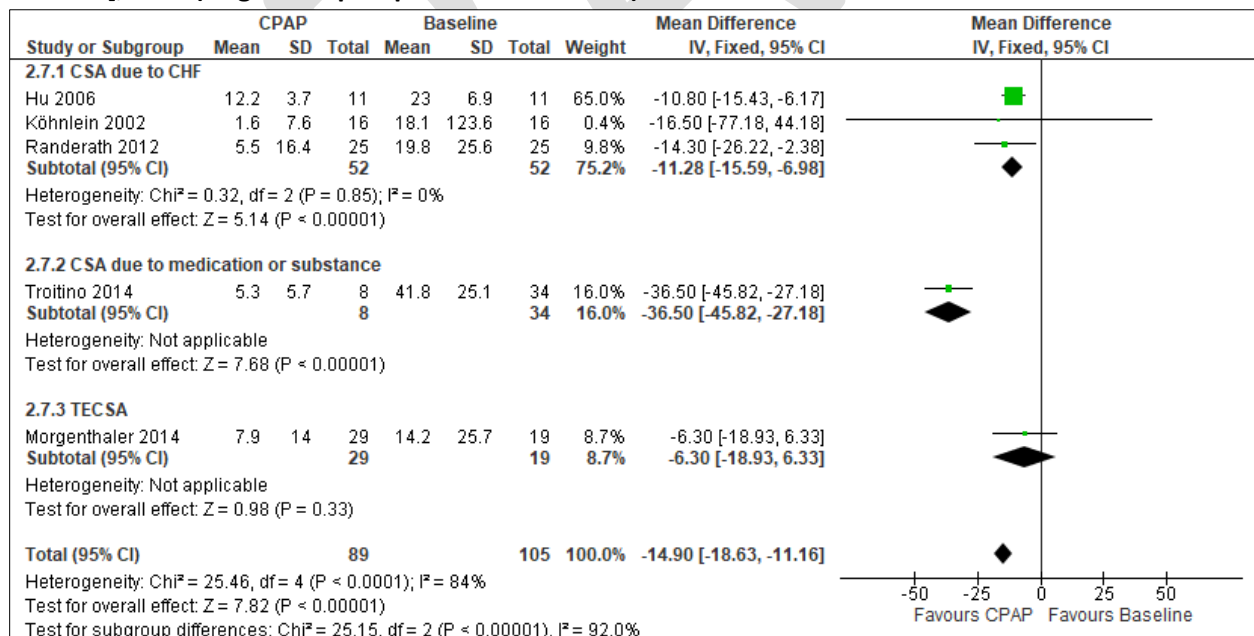 CPAP Baseline Mean Difference Mean Difference
Study or Subgroup Mean SD Total Mean SD Total Weight IV, Fixed, 95% CI IV, Fixed, 95% CI
2.7.1 CSA due to CHF
Hu 2006 12.2 3.7 11 23 6.9 11 65.0% -10.80 [-15.43, -6.17]
Köhnlein 2002 1.6 7.6 16 18.1 123.6 16 0.4% -16.50 [-77.18, 44.18]
Randerath 2012 5.5 16.4 25 19.8 25.6 25 9.8% -14.30 [-26.22, -2.38]
Subtotal (95% CI) 52 52 75.2% -11.28 [-15.59, -6.98]
Heterogeneity: Chi² = 0.32, df = 2 (P = 0.85); I² = 0%
Test for overall effect: Z = 5.14 (P < 0.00001)
2.7.2 CSA due to medication or substance
Troitino 2014 5.3 5.7 8 41.8 25.1 34 16.0% -36.50 [-45.82, -27.18]
Subtotal (95% CI) 8 34 16.0% -36.50 [-45.82, -27.18]
Heterogeneity: Not applicable
Test for overall effect: Z = 7.68 (P < 0.00001)
2.7.3 TECSA
Morgenthaler 2014 7.9 14 29 14.2 25.7 19 8.7% -6.30 [-18.93, 6.33]
Subtotal (95% CI) 29 19 8.7% -6.30 [-18.93, 6.33]
Heterogeneity: Not applicable
Test for overall effect: Z = 0.98 (P = 0.33)
Total (95% CI) 89 105 100.0% -14.90 [-18.63, -11.16]
Heterogeneity: Chi² = 25.46, df = 4 (P < 0.0001); I² = 84%
Test for overall effect: Z = 7.82 (P < 0.00001)
Test for subgroup differences: Chi² = 25.15, df = 2 (P < 0.00001), I² = 92.0%
-50 -25 0 25 50
Favours CPAP Favours Baseline